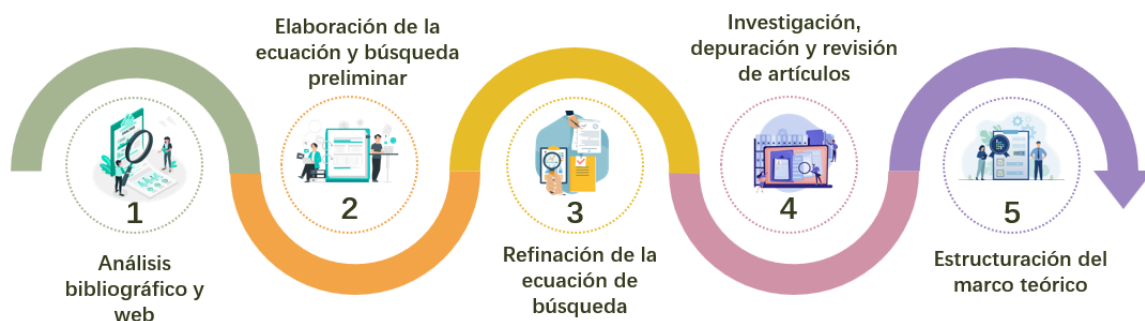 1
Análisis
bibliográfico y
web
Elaboración de la
ecuación y búsqueda
preliminar
2
3
Refinación de la
ecuación de
búsqueda
Investigación,
depuración y revisión
de artículos
4
5
Estructuración del
marco teórico